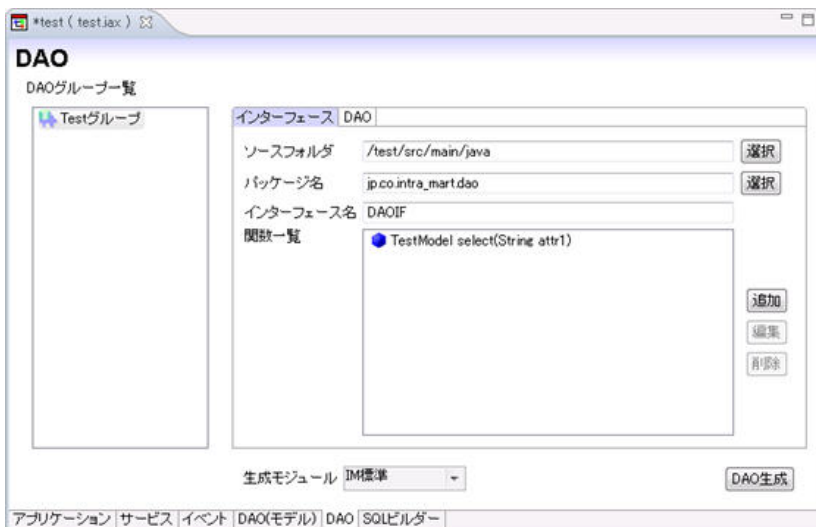 *test ( test.iax )
DAO
DAOグループ一覧
Testグループ
インターフェース DAO
ソースフォルダ /test/src/main/java 選択
パッケージ名 jp.co.intra_mart.dao 選択
インターフェース名 DAOIF
関数一覧 TestModel select(String attr1)
追加
編集
削除
生成モジュール IM標準 DAO生成
アプリケーション サービス イベント DAO(モデル) DAO SQLビルダー